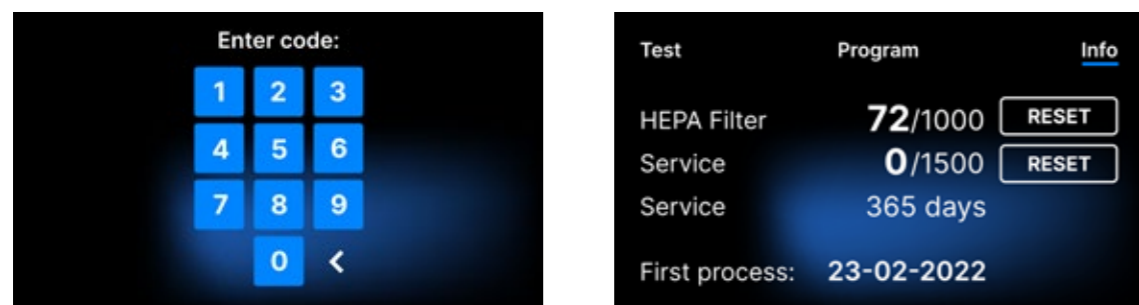 Enter code:
1 2 3
4 5 6
7 8 9
0 <
Test Program Info
HEPA Filter 72/1000 RESET
Service 0/1500 RESET
Service 365 days
First process: 23-02-2022